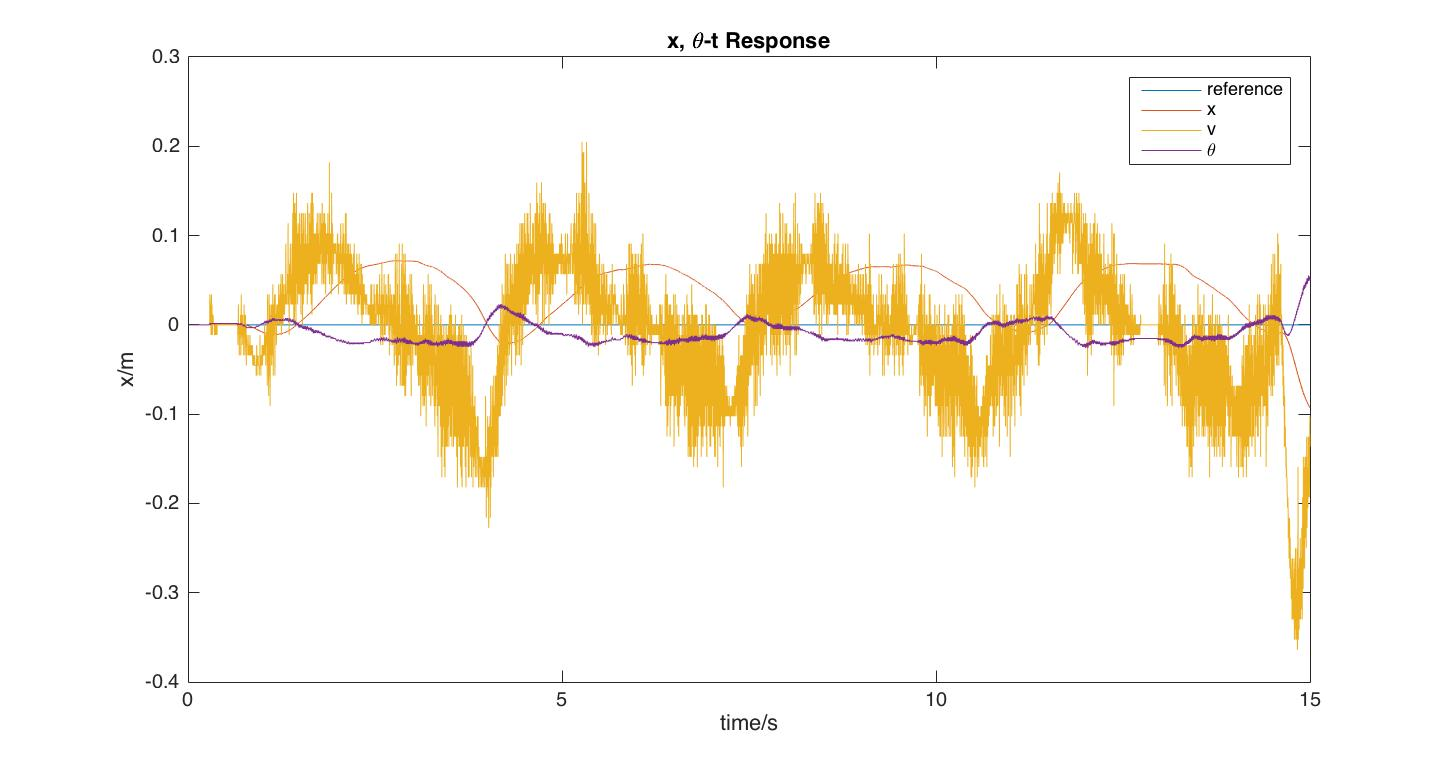 x, θ-t Response
0.3
0.2
0.1
0
-0.1
-0.2
-0.3
-0.4
x/m
reference
x
v
θ
0
5
10
15
time/s